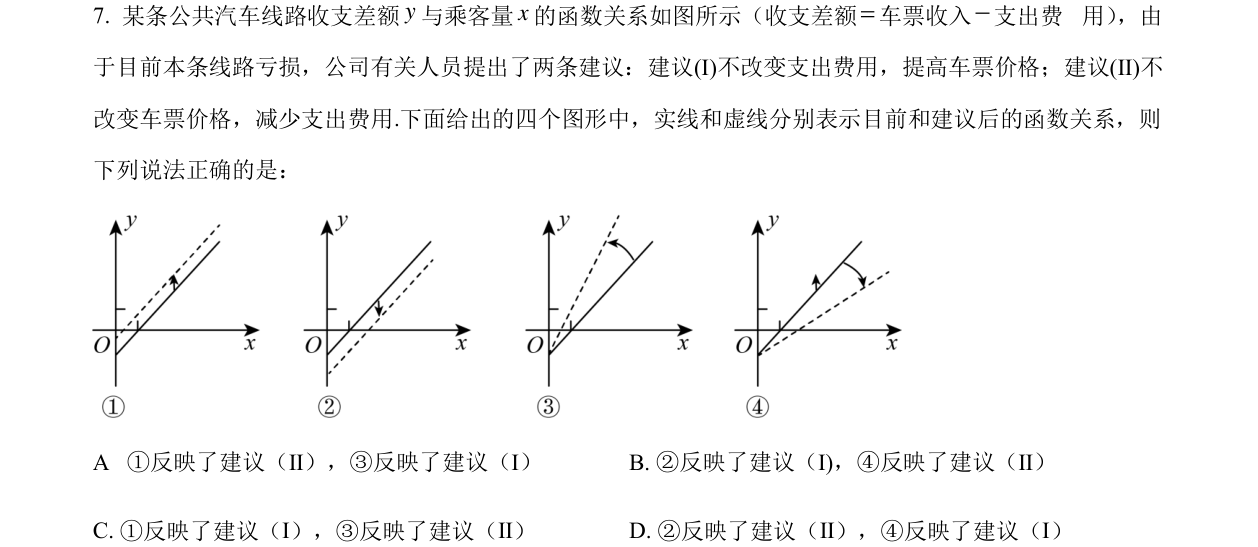 7. 某条公共汽车线路收支差额 y 与乘客量 x 的函数关系如图所示（收支差额=车票收入-支出费 用），由
于目前本条线路亏损，公司有关人员提出了两条建议：建议(I)不改变支出费用，提高车票价格；建议(II)不
改变车票价格，减少支出费用.下面给出的四个图形中，实线和虚线分别表示目前和建议后的函数关系，则
下列说法正确的是：
y y y y
O x O x O x O x
① ② ③ ④
A ①反映了建议（II），③反映了建议（I） B. ②反映了建议（I)，④反映了建议（II）
C. ①反映了建议（I），③反映了建议（II） D. ②反映了建议（II），④反映了建议（I）